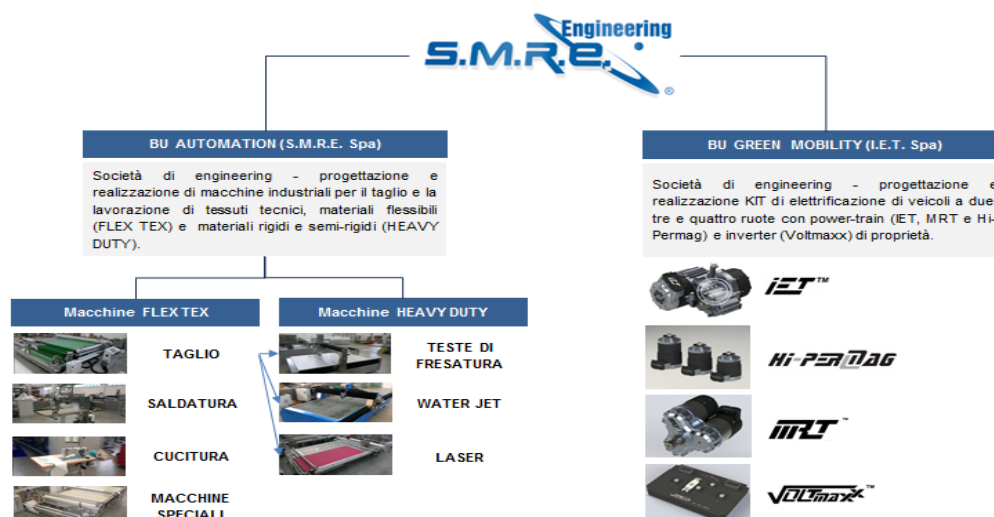 Engineering
S.M.R.e.
®
BU AUTOMATION (S.M.R.E. Spa)
Società di engineering - progettazione e
realizzazione di macchine industriali per il taglio e la
lavorazione di tessuti tecnici, materiali flessibili
(FLEX TEX) e materiali rigidi e semi-rigidi (HEAVY
DUTY).
Macchine FLEX TEX
TAGLIO
SALDATURA
CUCITURA
MACCHINE
SPECIALI
Macchine HEAVY DUTY
TESTE DI
FRESATURA
WATER JET
LASER
BU GREEN MOBILITY (I.E.T. Spa)
Società di engineering - progettazione e
realizzazione KIT di elettrificazione di veicoli a due,
tre e quattro ruote con power-train (IET, MRT e Hi-
Permag) e inverter (Voltmaxx) di proprietà.
iET™
Hi-PERMAG
MRT™
VOLTmaxx™